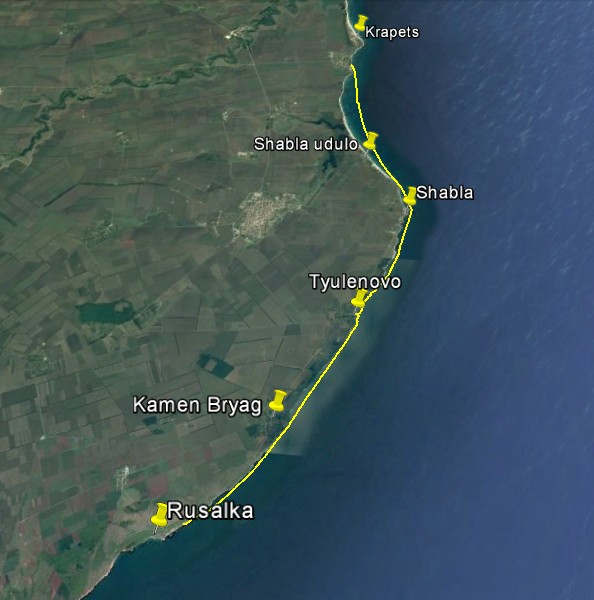 Krapets
Shabla udulo
Shabla
Tyulenovo
Kamen Bryag
Rusalka